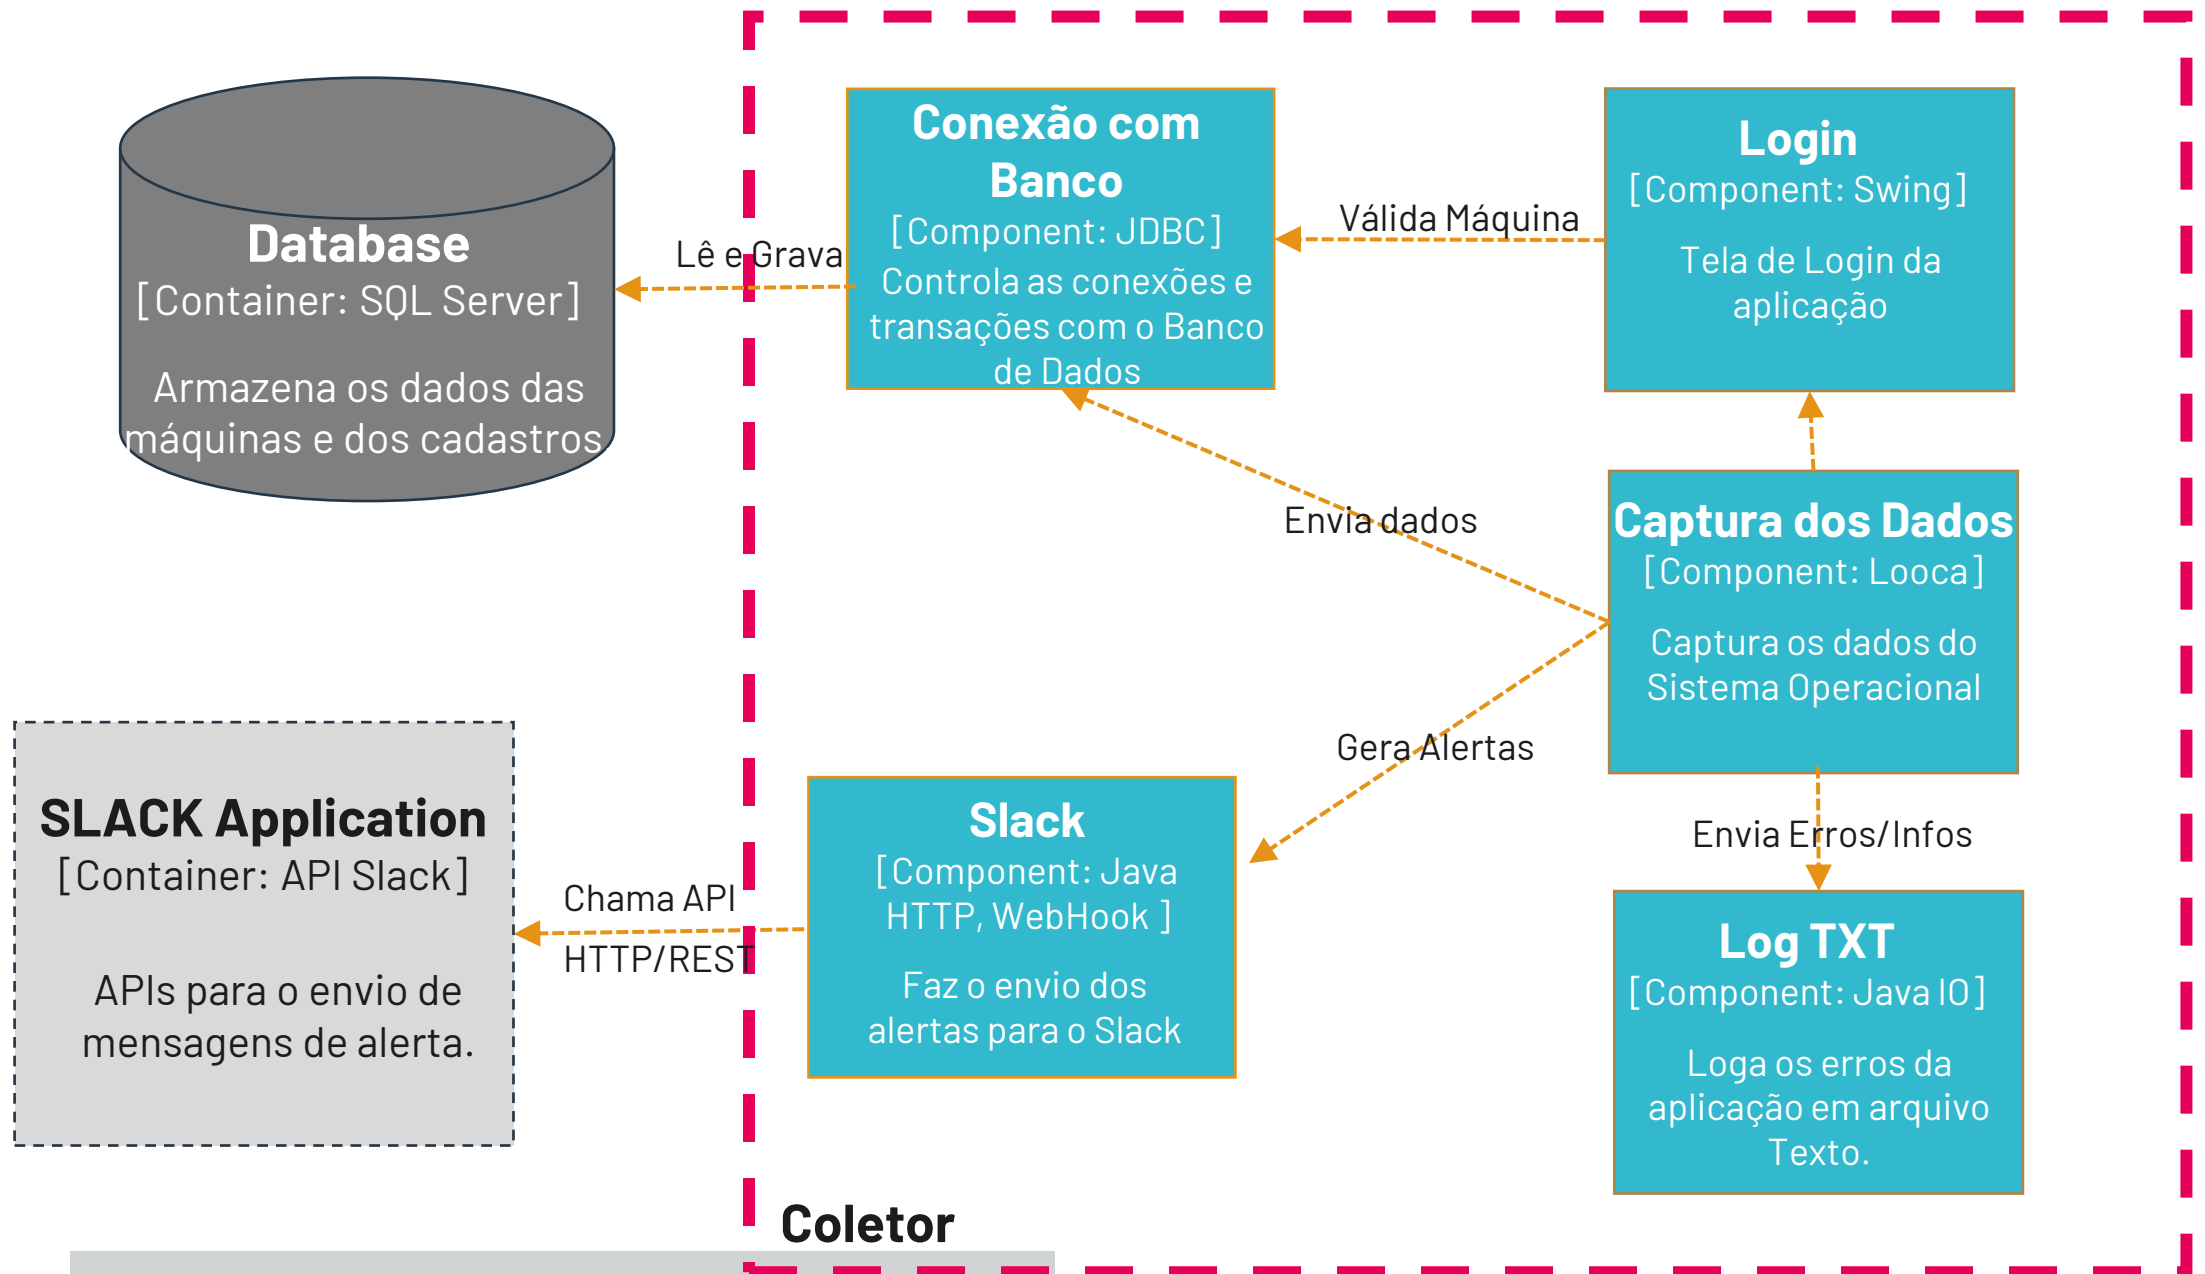 Database
[Container: SQL Server]
Armazena os dados das
máquinas e dos cadastros
Lê e Grava
Conexão com
Banco
[Component: JDBC]
Controla as conexões e
transações com o Banco
de Dados
Válida Máquina
Login
[Component: Swing]
Tela de Login da
aplicação
Envia dados
Captura dos Dados
[Component: Looca]
Captura os dados do
Sistema Operacional
Gera Alertas
Envia Erros/Infos
SLACK Application
[Container: API Slack]
APIs para o envio de
mensagens de alerta.
Chama API
HTTP/REST
Slack
[Component: Java
HTTP, WebHook ]
Faz o envio dos
alertas para o Slack
Log TXT
[Component: Java IO]
Loga os erros da
aplicação em arquivo
Texto.
Coletor